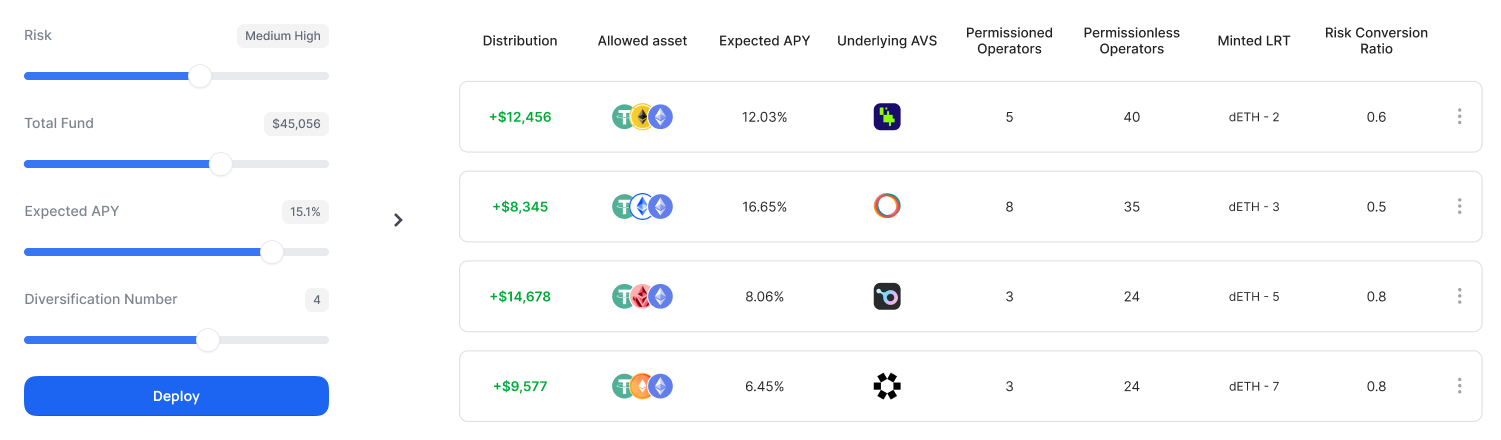 Risk
Medium High
Total Fund
$45,056
Expected APY
15.1%
Diversification Number
4
Deploy
Distribution
Allowed asset
Expected APY
Underlying AVS
Permissioned
Operators
Permissionless
Operators
Minted LRT
Risk Conversion
Ratio
+$12,456
12.03%
5
40
dETH - 2
0.6
+$8,345
16.65%
8
35
dETH - 3
0.5
+$14,678
8.06%
3
24
dETH - 5
0.8
+$9,577
6.45%
3
24
dETH - 7
0.8